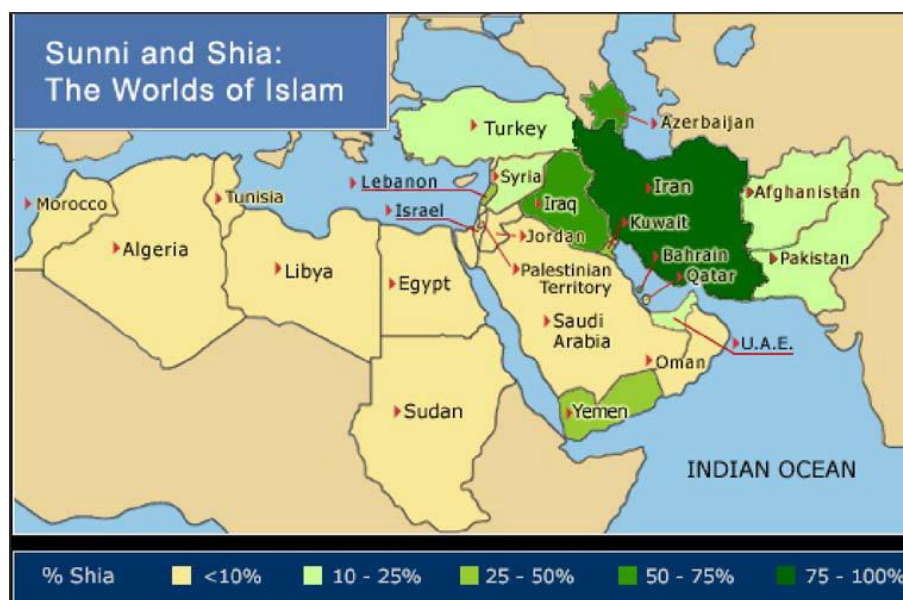 Sunni and Shia:
The Worlds of Islam
Turkey
Azerbaijan
Lebanon
Syria
Iran
Afghanistan
Morocco
Tunisia
Israel
Iraq
Kuwait
Algeria
Jordan
Bahrain
Pakistan
Libya
Egypt
Palestinian
Territory
Qatar
Saudi
Arabia
U.A.E.
Oman
Sudan
Yemen
INDIAN OCEAN
% Shia <10% 10 - 25% 25 - 50% 50 - 75% 75 - 100%